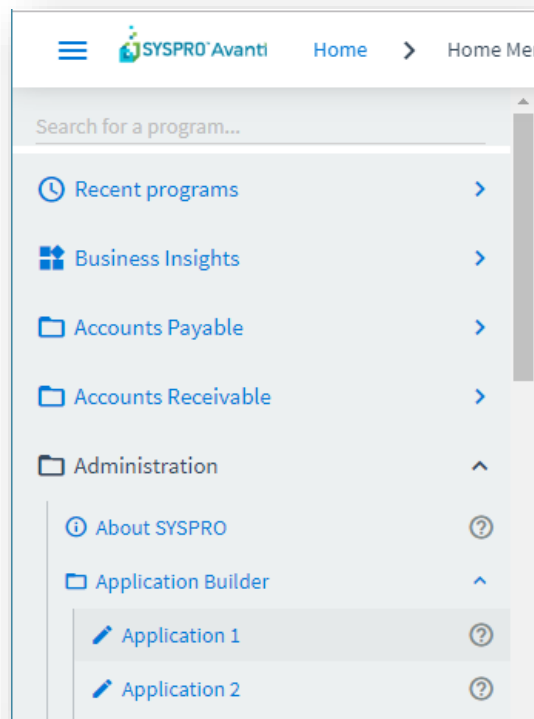 SYSPRO Avanti Home Home Me
Search for a program...
Recent programs
Business Insights
Accounts Payable
Accounts Receivable
Administration
About SYSPRO
Application Builder
Application 1
Application 2